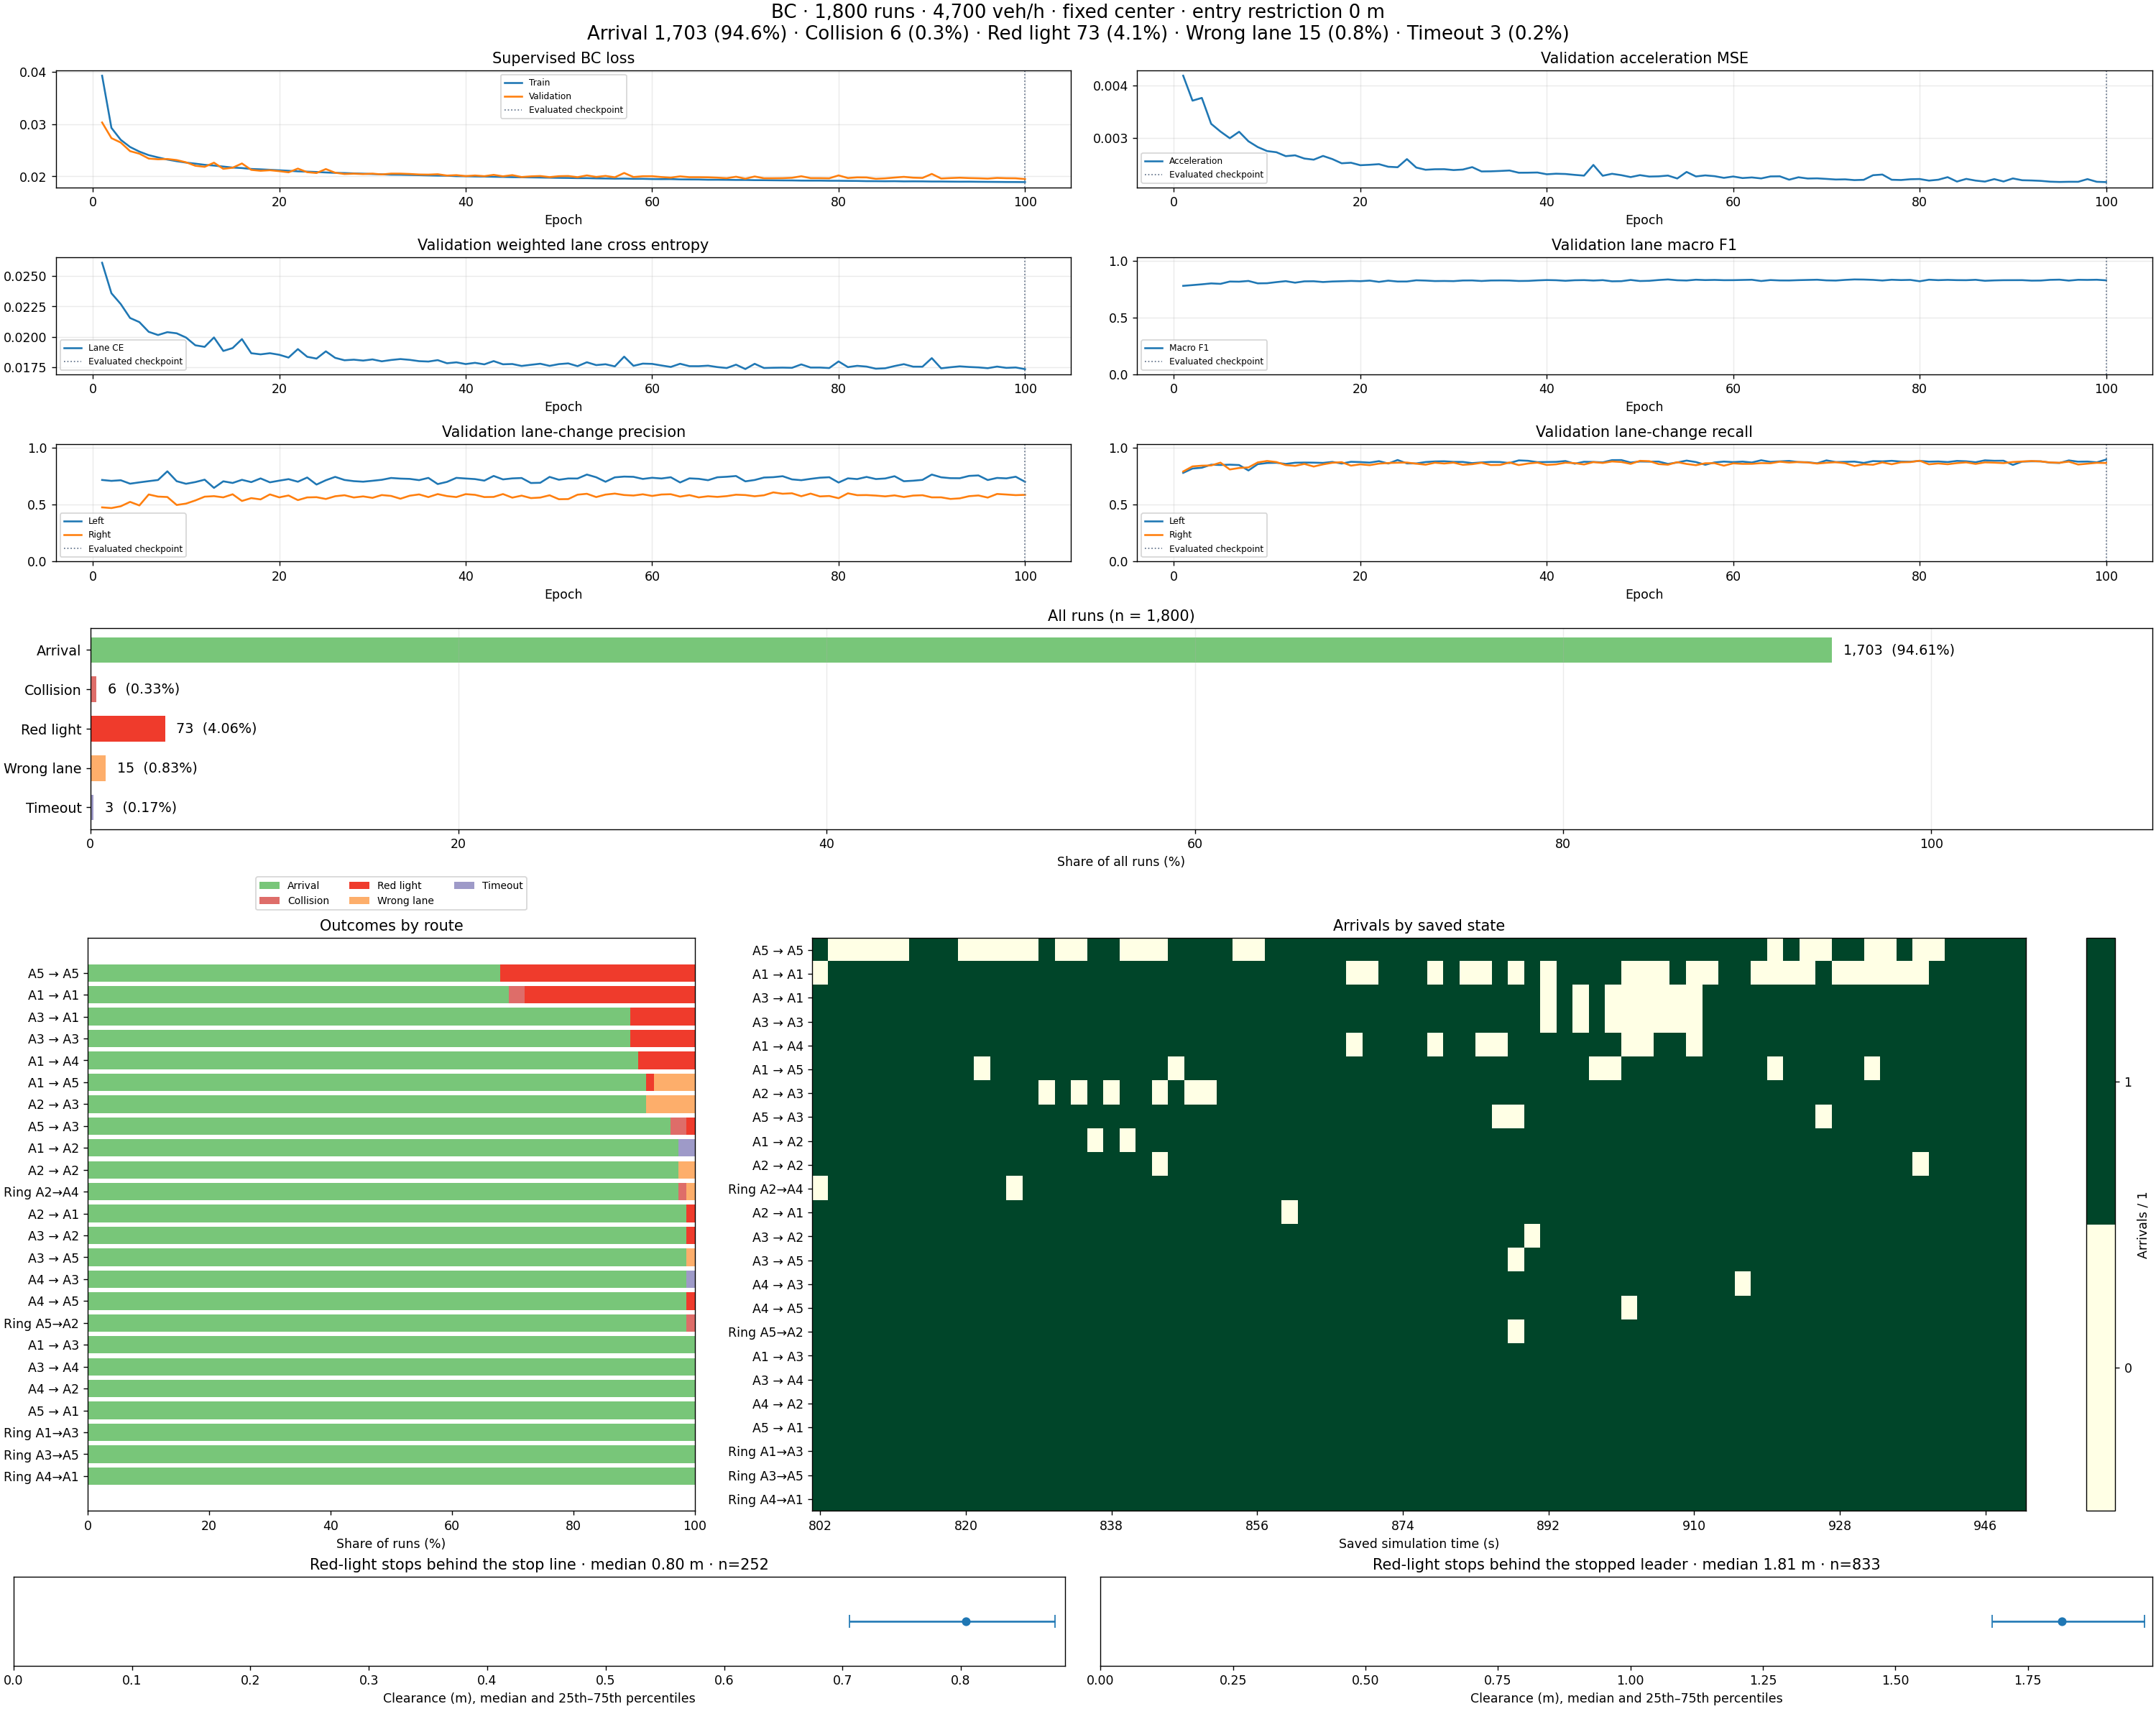 BC · 1,800 runs · 4,700 veh/h · fixed center · entry restriction 0 m
Arrival 1,703 (94.6%) · Collision 6 (0.3%) · Red light 73 (4.1%) · Wrong lane 15 (0.8%) · Timeout 3 (0.2%)
Supervised BC loss
0.04
0.03
0.02
Train
Validation
Evaluated checkpoint
0 20 40 60 80 100
Epoch
Validation acceleration MSE
0.004
0.003
Acceleration
Evaluated checkpoint
0 20 40 60 80 100
Epoch
Validation weighted lane cross entropy
0.0250
0.0225
0.0200
0.0175
Lane CE
Evaluated checkpoint
0 20 40 60 80 100
Epoch
Validation lane macro F1
1.0
0.5
0.0
Macro F1
Evaluated checkpoint
0 20 40 60 80 100
Epoch
Validation lane-change precision
1.0
0.5
0.0
Left
Right
Evaluated checkpoint
0 20 40 60 80 100
Epoch
Validation lane-change recall
1.0
0.5
0.0
Left
Right
Evaluated checkpoint
0 20 40 60 80 100
Epoch
All runs (n = 1,800)
Arrival 1,703 (94.61%)
Collision 6 (0.33%)
Red light 73 (4.06%)
Wrong lane 15 (0.83%)
Timeout 3 (0.17%)
0 20 40 60 80 100
Share of all runs (%)
Arrival Red light Timeout
Collision Wrong lane
Outcomes by route
A5 → A5
A1 → A1
A3 → A1
A3 → A3
A1 → A4
A1 → A5
A2 → A3
A5 → A3
A1 → A2
A2 → A2
Ring A2→A4
A2 → A1
A3 → A2
A3 → A5
A4 → A3
A4 → A5
Ring A5→A2
A1 → A3
A3 → A4
A4 → A2
A5 → A1
Ring A1→A3
Ring A3→A5
Ring A4→A1
0 20 40 60 80 100
Share of runs (%)
Arrivals by saved state
A5 → A5
A1 → A1
A3 → A1
A3 → A3
A1 → A4
A1 → A5
A2 → A3
A5 → A3
A1 → A2
A2 → A2
Ring A2→A4
A2 → A1
A3 → A2
A3 → A5
A4 → A3
A4 → A5
Ring A5→A2
A1 → A3
A3 → A4
A4 → A2
A5 → A1
Ring A1→A3
Ring A3→A5
Ring A4→A1
802 820 838 856 874 892 910 928 946
Saved simulation time (s)
1
0
Arrivals / 1
Red-light stops behind the stop line · median 0.80 m · n=252
0.0 0.1 0.2 0.3 0.4 0.5 0.6 0.7 0.8
Clearance (m), median and 25th–75th percentiles
Red-light stops behind the stopped leader · median 1.81 m · n=833
0.00 0.25 0.50 0.75 1.00 1.25 1.50 1.75
Clearance (m), median and 25th–75th percentiles